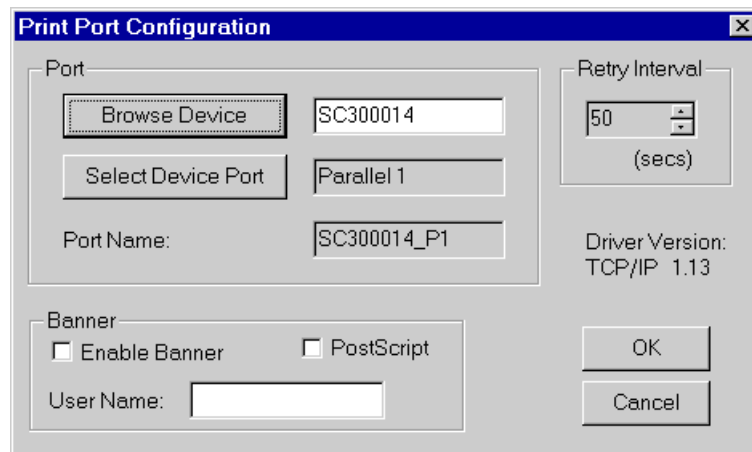 Print Port Configuration
Port
Browse Device
SC300014
Select Device Port
Parallel 1
Port Name:
SC300014_P1
Retry Interval
50
(secs)
Driver Version:
TCP/IP 1.13
Banner
Enable Banner
PostScript
User Name:
OK
Cancel